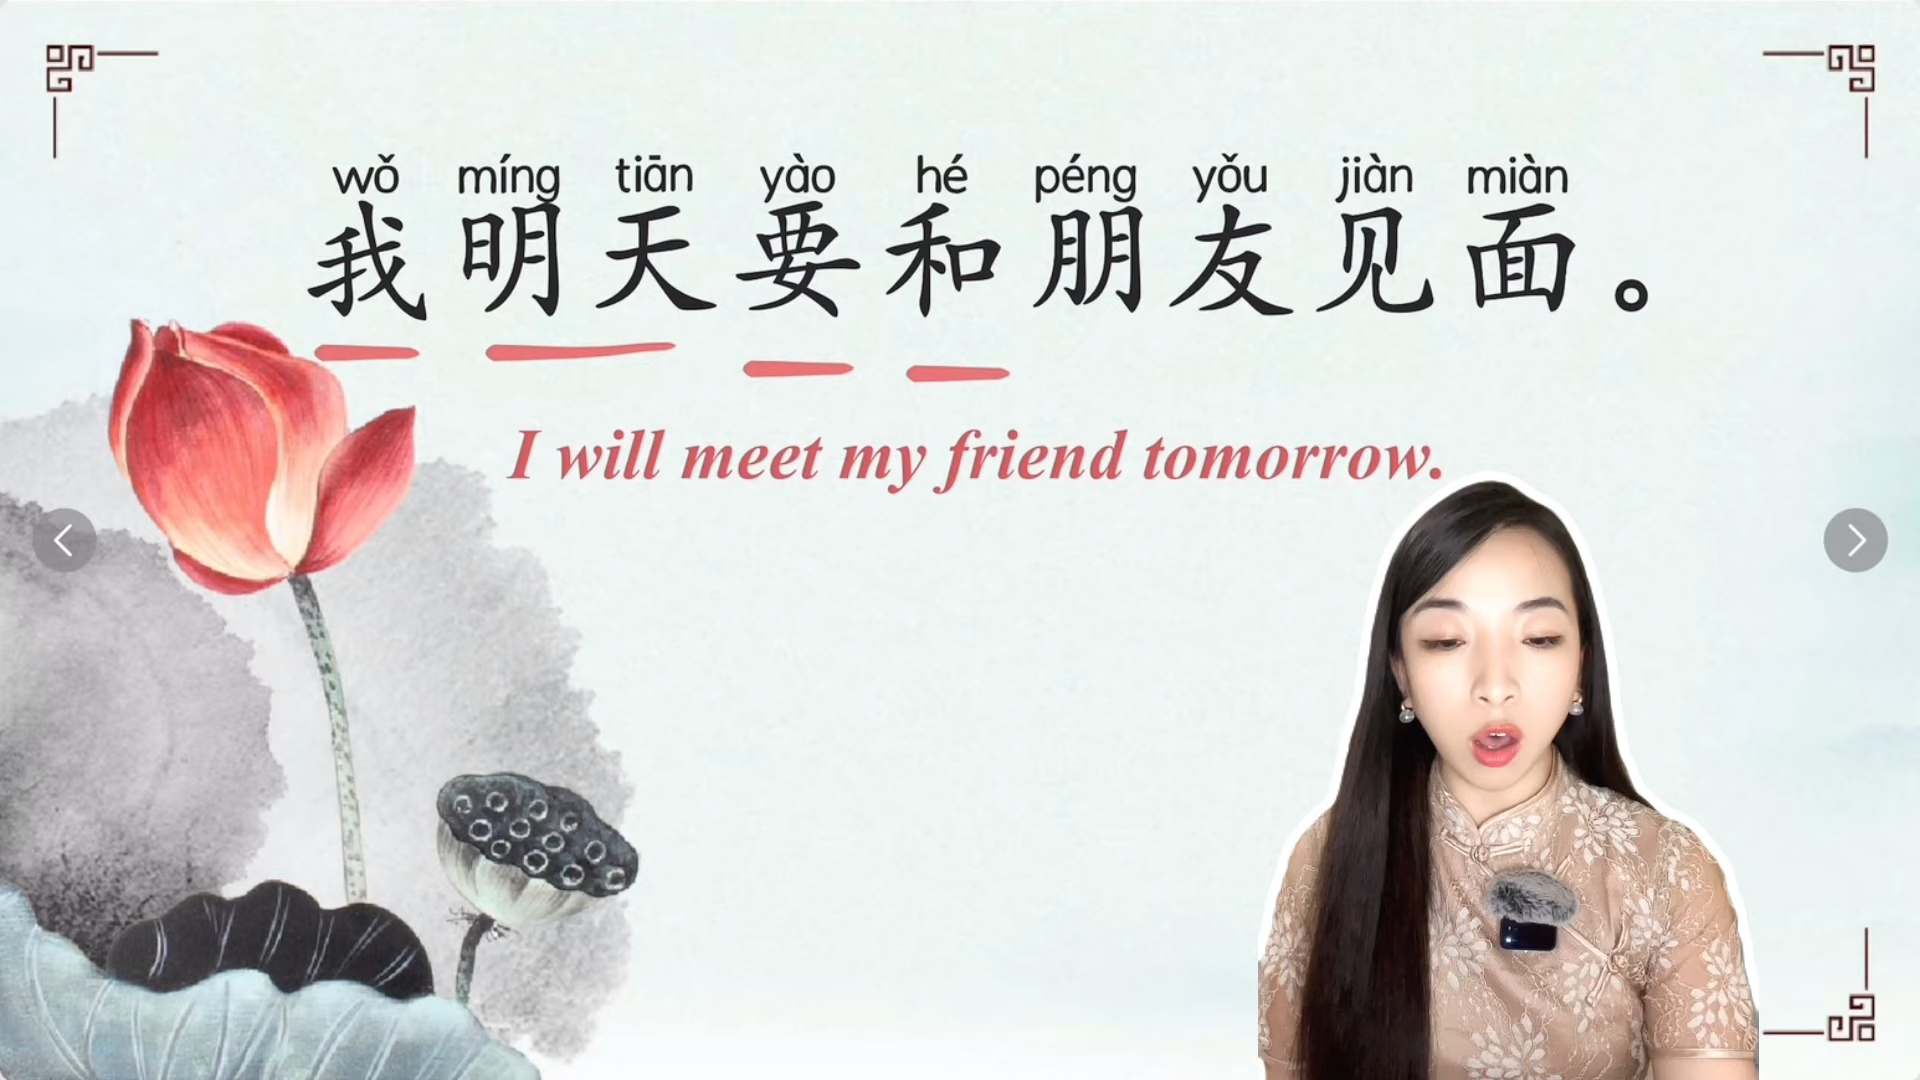 wǒ míng tiān yào hé péng yǒu jiàn miàn
我明天要和朋友见面。
I will meet my friend tomorrow.